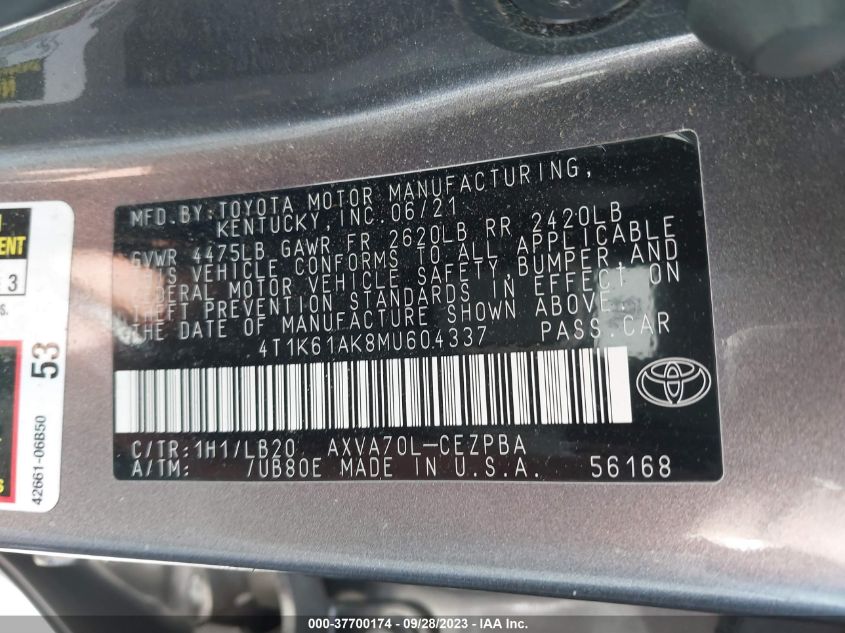 MFD. BY: TOYOTA MOTOR MANUFACTURING,
KENTUCKY, INC. 06/21
GVWR 4475LB GAWR FR 2620LB RR 2420LB
THIS VEHICLE CONFORMS TO ALL APPLICABLE
FEDERAL MOTOR VEHICLE SAFETY, BUMPER, AND
THEFT PREVENTION STANDARDS IN EFFECT ON
THE DATE OF MANUFACTURE SHOWN ABOVE.
4T1K61AK8MU604337 PASS. CAR
C/TR: 1H1/LB20 AXVA70L-CEZPBA
A/TM: 7UB80E MADE IN U.S.A. 56168
53
42661-06B50
3
000-37700174 - 09/28/2023 - IAA Inc.